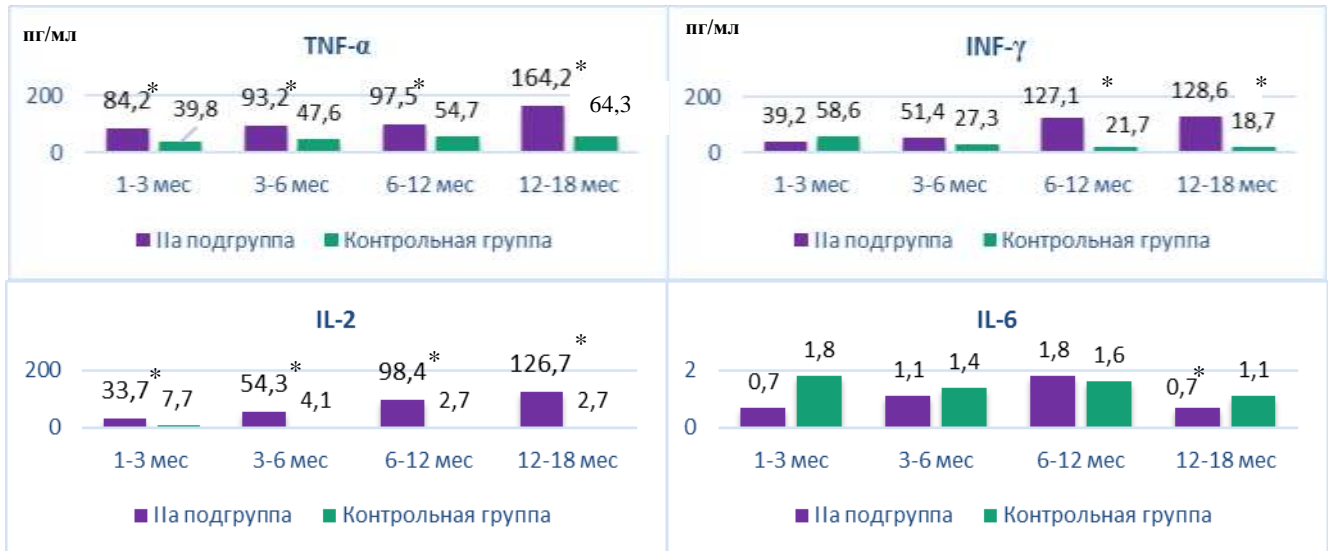 пг/мл
TNF-α
200
0
84,2*
39,8
93,2*
47,6
97,5*
54,7
164,2*
64,3
1-3 мес
3-6 мес
6-12 мес
12-18 мес
IIа подгруппа
Контрольная группа
пг/мл
INF-γ
200
0
39,2
58,6
51,4
27,3
127,1
*
21,7
128,6
*
18,7
1-3 мес
3-6 мес
6-12 мес
12-18 мес
IIа подгруппа
Контрольная группа
IL-2
200
0
33,7*
7,7
54,3*
4,1
98,4*
2,7
126,7*
2,7
1-3 мес
3-6 мес
6-12 мес
12-18 мес
IIа подгруппа
Контрольная группа
IL-6
2
0
0,7
1,8
1,1
1,4
1,8
1,6
0,7*
1,1
1-3 мес
3-6 мес
6-12 мес
12-18 мес
IIа подгруппа
Контрольная группа